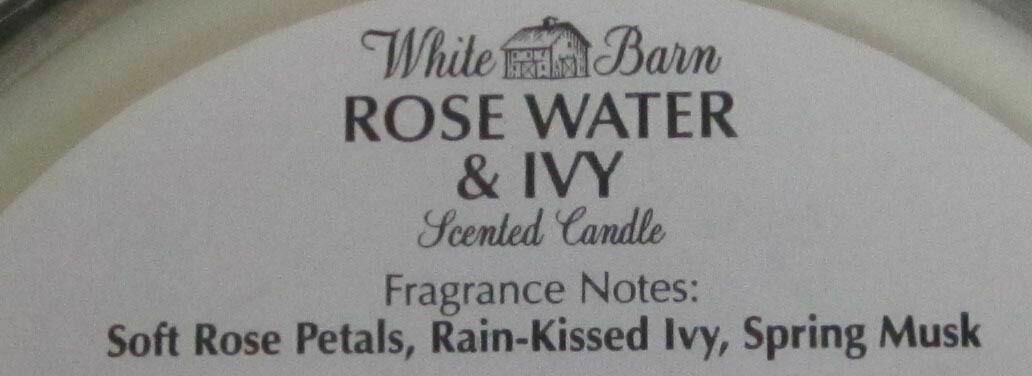 White Barn
ROSE WATER
& IVY
Scented Candle
Fragrance Notes:
Soft Rose Petals, Rain-Kissed Ivy, Spring Musk